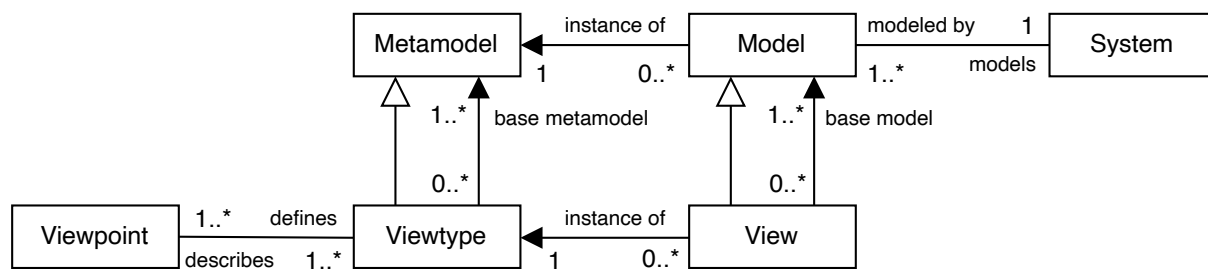 Metamodel
instance of
1
0..*
Model
modeled by
1
1..*
models
System
1..*
base metamodel
0..*
1..*
base model
0..*
Viewpoint
1..*
defines
describes
1..*
Viewtype
instance of
1
0..*
View